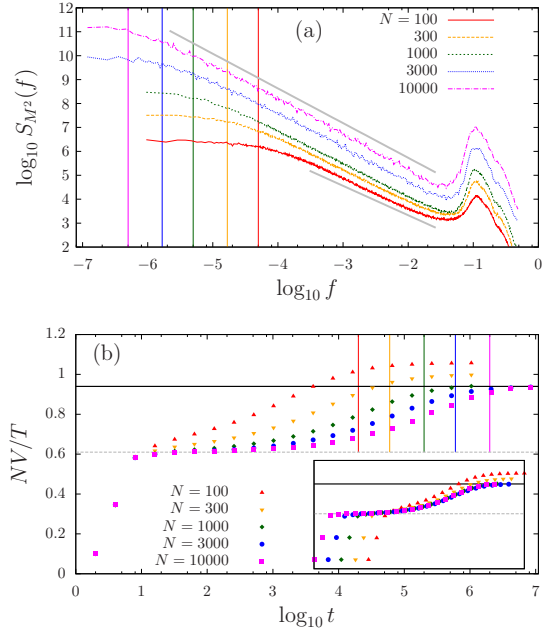 12
11
10
9
8
7
6
5
4
3
2
log₁₀ S_{M²}(f)
(a)
N = 100
300
1000
3000
10000
-7 -6 -5 -4 -3 -2 -1 0
log₁₀ f
1.2
1
0.8
0.6
0.4
0.2
0
NV/T
(b)
N = 100
N = 300
N = 1000
N = 3000
N = 10000
0 1 2 3 4 5 6 7
log₁₀ t